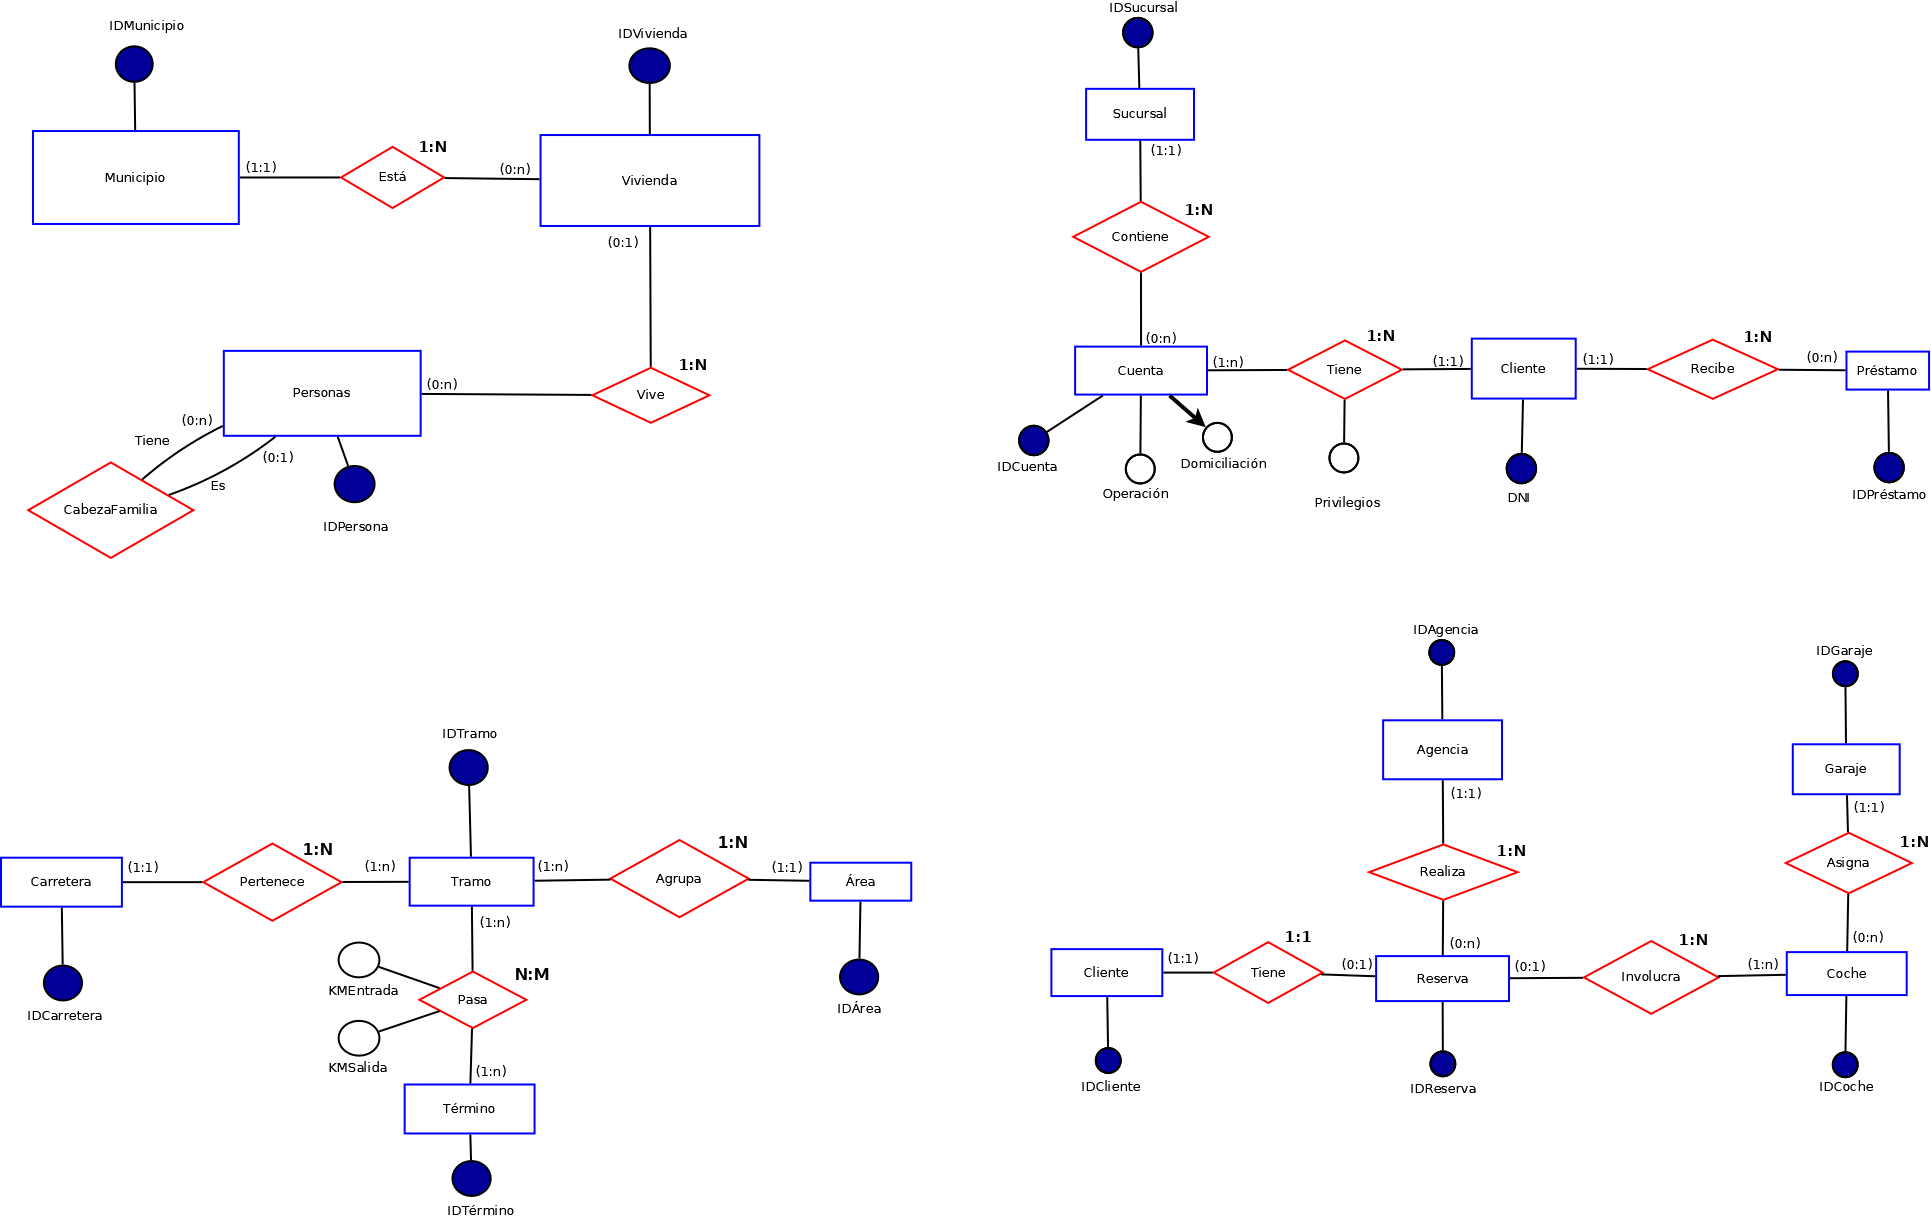 IDMunicipio
IDVivienda
Municipio
(1:1)
Está
1:N
(0:n)
Vivienda
(0:1)
1:N
Vive
(0:n)
Personas
(0:n)
Tiene
(0:1)
Es
CabezaFamilia
IDPersona
IDSucursal
Sucursal
(1:1)
1:N
Contiene
(0:n)
Cuenta
(1:n)
1:N
Tiene
(1:1)
Cliente
(1:1)
1:N
Recibe
(0:n)
Préstamo
IDCuenta
Operación
Domiciliación
Privilegios
DNI
IDPréstamo
IDTramo
Carretera
(1:1)
1:N
Pertenece
(1:n)
Tramo
(1:n)
1:N
Agrupa
(1:1)
Área
(1:n)
KMEntrada
N:M
Pasa
KMSalida
IDCarretera
IDÁrea
(1:n)
Término
IDTérmino
IDAgencia
IDGaraje
Agencia
(1:1)
Garaje
(1:1)
1:N
Realiza
1:N
Asigna
(0:n)
(0:n)
Cliente
(1:1)
1:1
Tiene
(0:1)
Reserva
(0:1)
1:N
Involucra
(1:n)
Coche
IDCliente
IDReserva
IDCoche